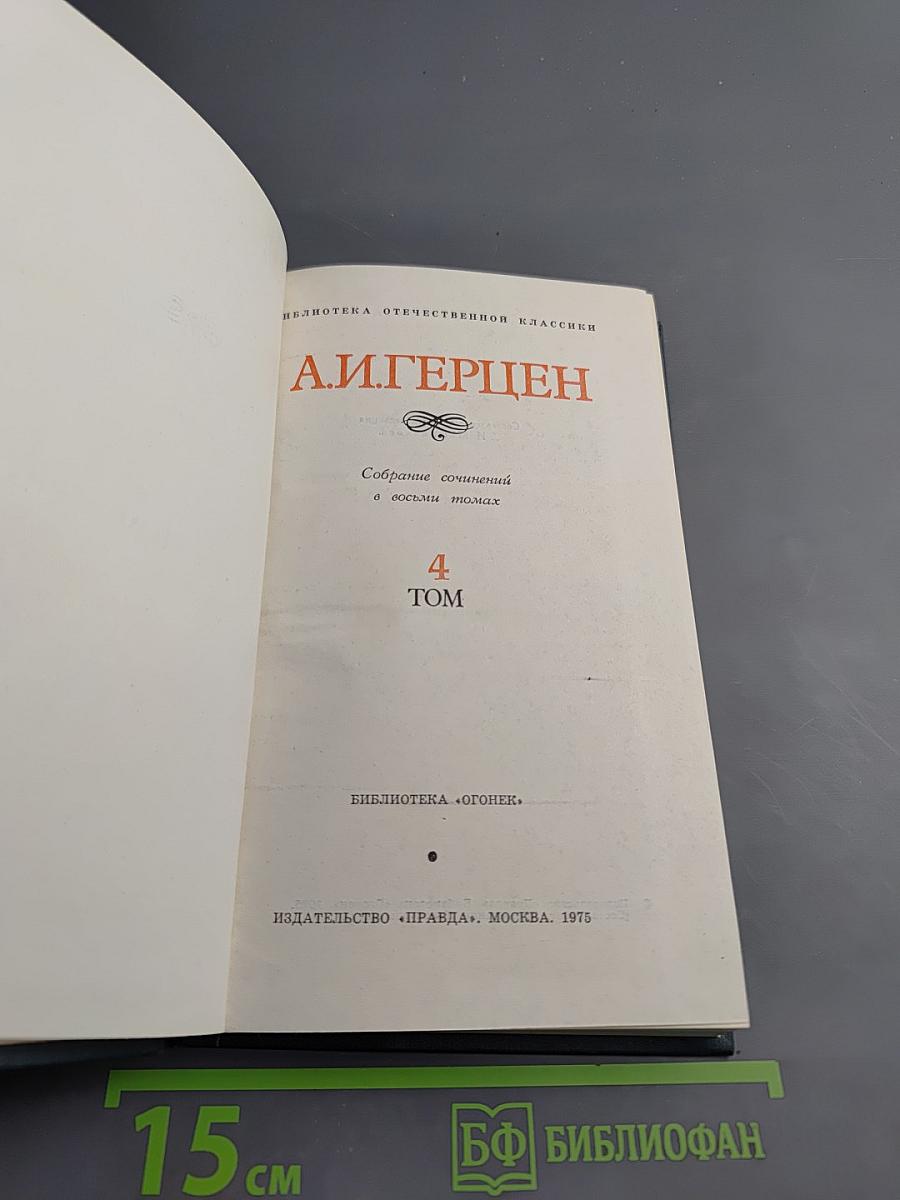 БИБЛИОТЕКА ОТЕЧЕСТВЕННОЙ КЛАССИКИ
А.И.ГЕРЦЕН
Собрание сочинений
в восьми томах
4
ТОМ
БИБЛИОТЕКА «ОГОНЕК»
ИЗДАТЕЛЬСТВО «ПРАВДА». МОСКВА. 1975
15 см
БФ БИБЛИОФАН